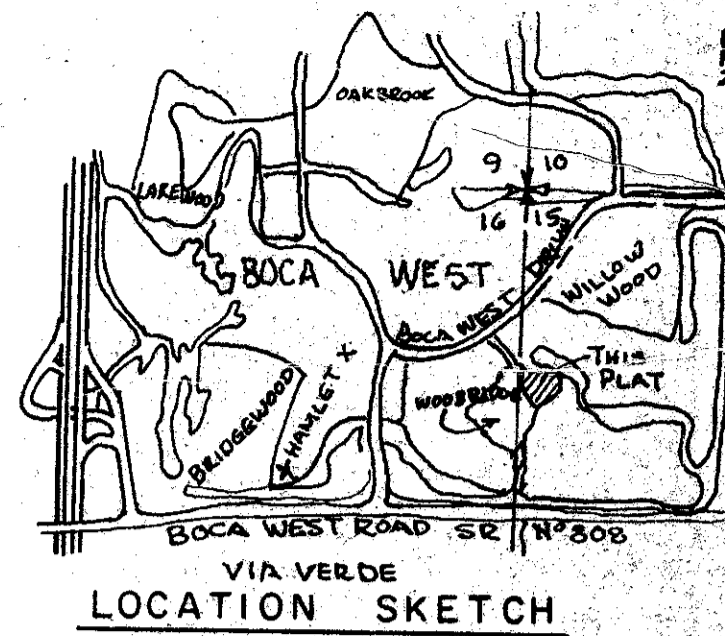 OAKBROOK
9 10
16 15
LAKEWOOD
BOCA WEST
BOCA WEST DRIVE
WILLOW
WOOD
THIS
PLAT
WOODBRIDGE
BRIDGEWOOD
HAMLET
BOCA WEST ROAD SR Nº 808
VIA VERDE
LOCATION SKETCH